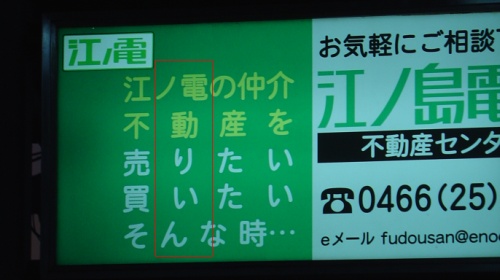 江ノ電
江ノ電の仲介
不動産を
売りたい
買いたい
そんな時…
お気軽にご相談下
江ノ島電
不動産センタ
☎0466(25)
eメール fudousan@eno